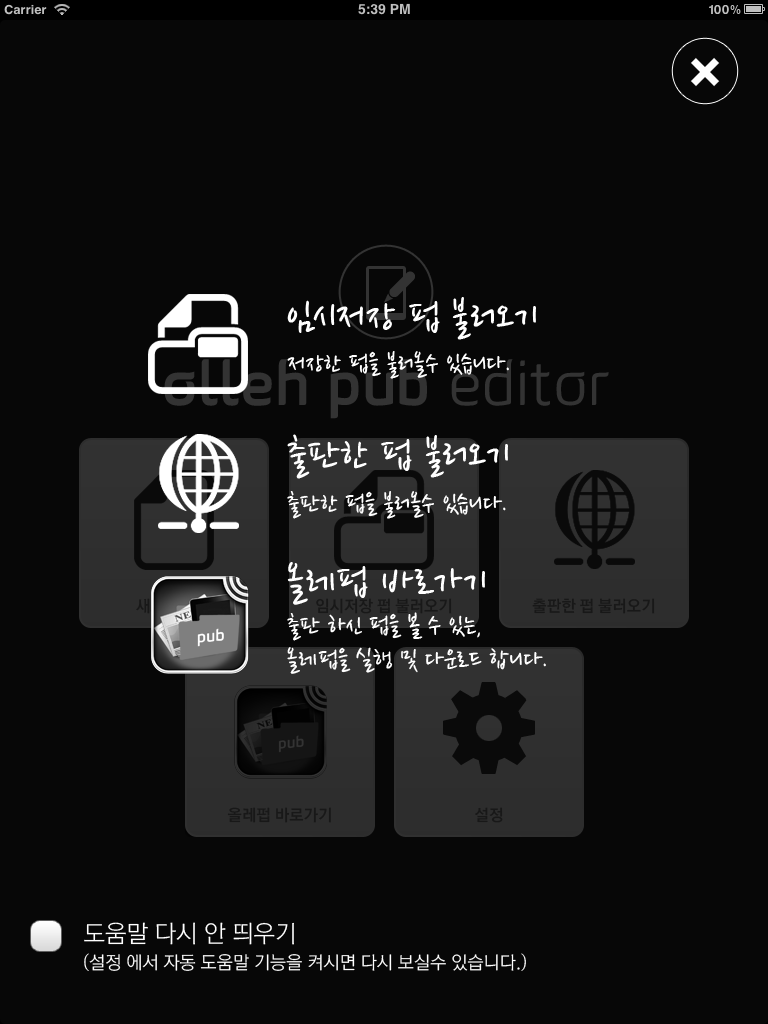 Carrier 5:39 PM 100%
임시저장 펍 불러오기
저장한 펍을 불러올수 있습니다.
olleh pub editor
출판한 펍 불러오기
출판한 펍을 불러올수 있습니다.
올레펍 바로가기
새
임시저장 펍 불러오기
출판한 펍 불러오기
NE
pub
출판 하신 펍을 볼 수 있는,
올레펍을 실행 및 다운로드 합니다.
NE
pub
올레펍 바로가기
설정
도움말 다시 안 띄우기
(설정 에서 자동 도움말 기능을 켜시면 다시 보실수 있습니다.)